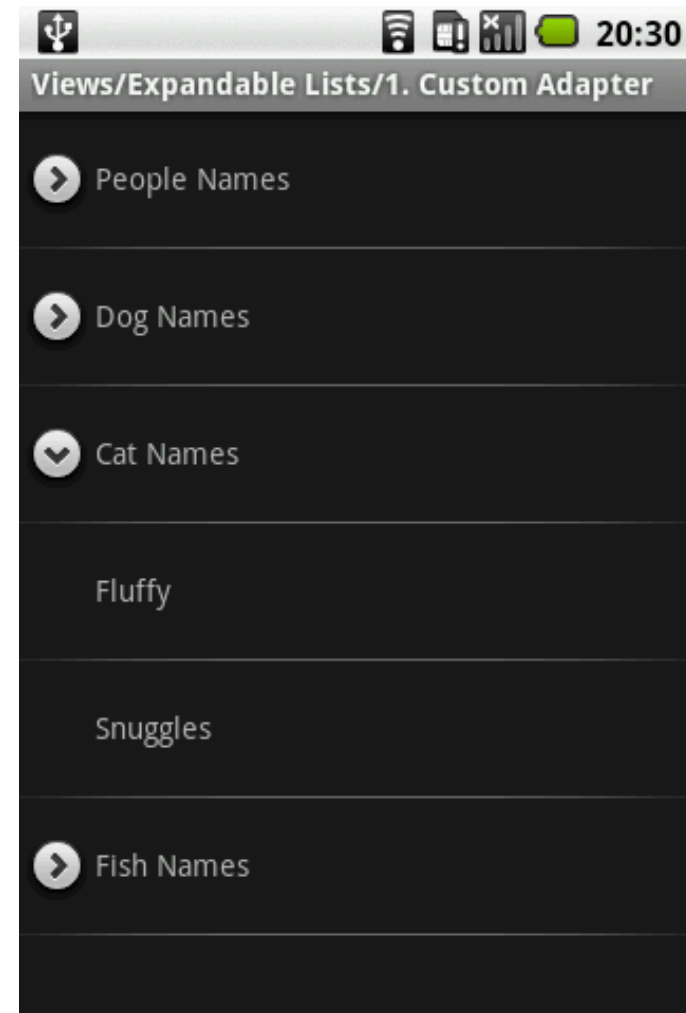 20:30
Views/Expandable Lists/1. Custom Adapter
People Names
Dog Names
Cat Names
Fluffy
Snuggles
Fish Names